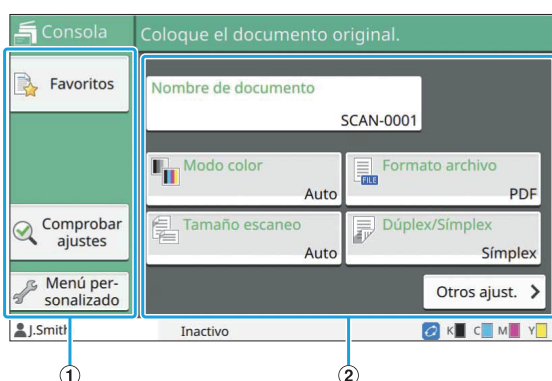 Consola
Coloque el documento original.
Favoritos
Comprobar
ajustes
Menú per-
sonalizado
Nombre de documento
SCAN-0001
Modo color
Auto
Formato archivo
PDF
Tamaño escaneo
Auto
Dúplex/Símplex
Símplex
Otros ajust.
J.Smith
Inactivo
K C M Y
1
2